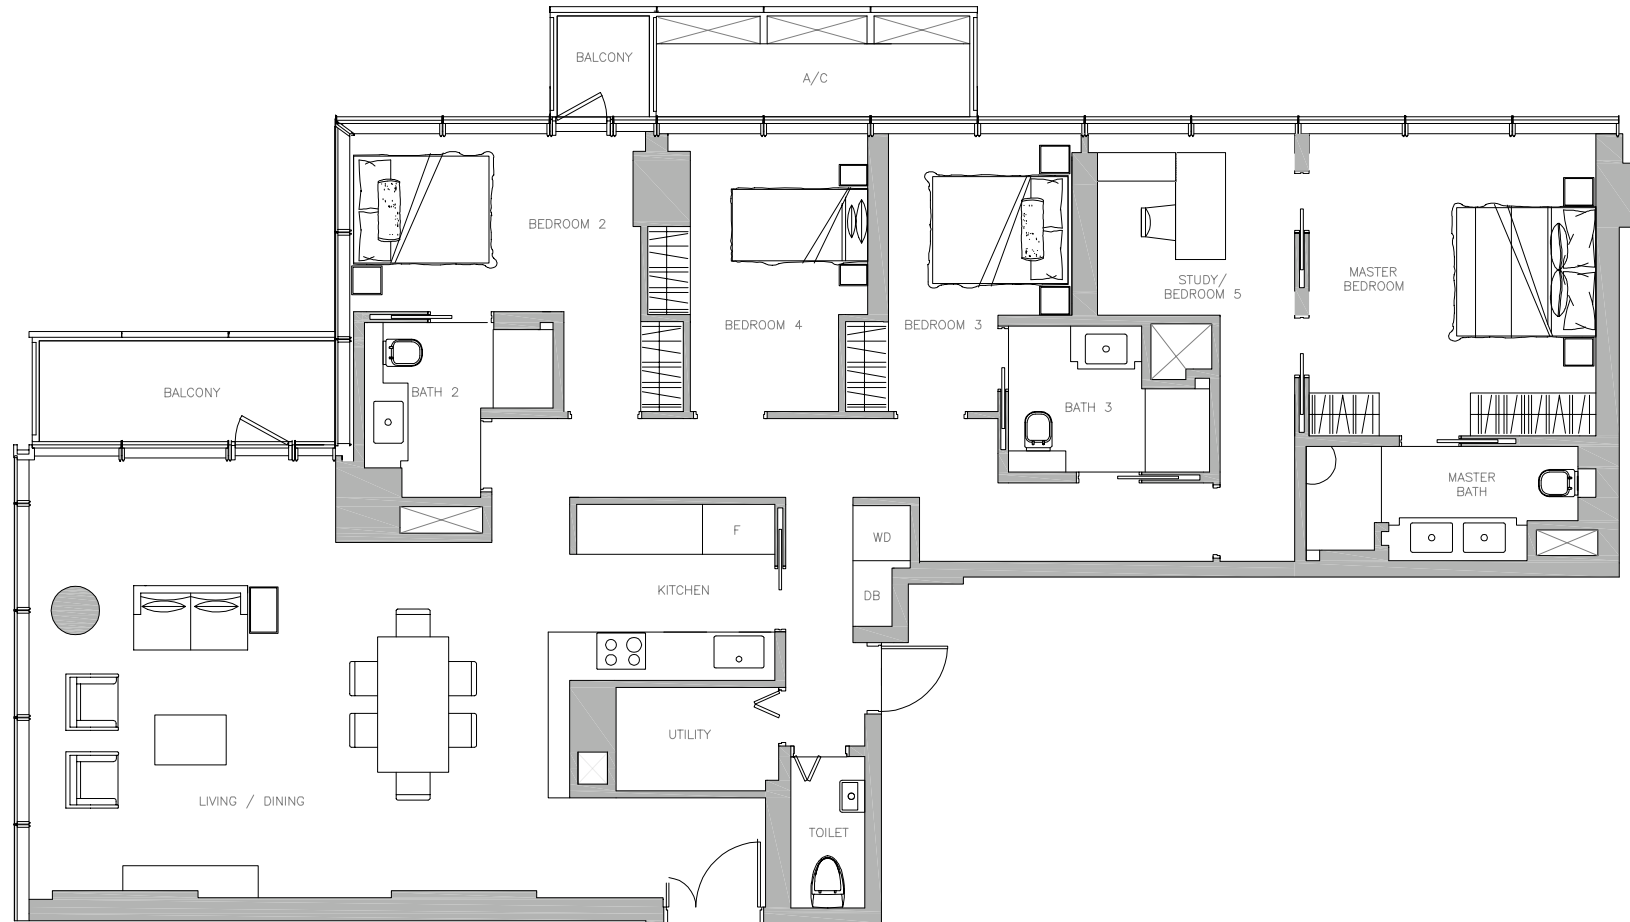 BALCONY
A/C
BEDROOM 2
BEDROOM 4
BEDROOM 3
STUDY/
BEDROOM 5
MASTER
BEDROOM
BALCONY
BATH 2
BATH 3
MASTER
BATH
F
WD
KITCHEN
DB
UTILITY
LIVING / DINING
TOILET